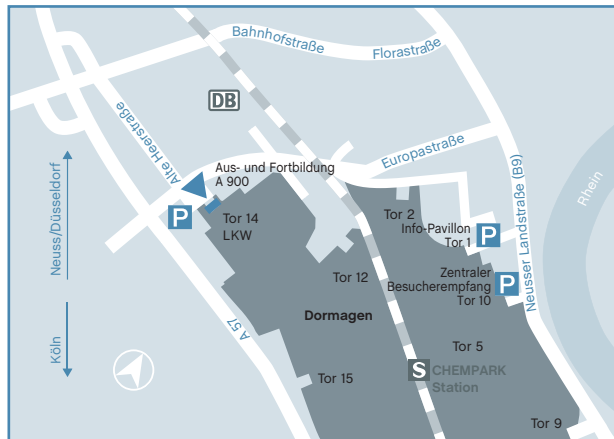 Bahnhofstraße
Florastraße
DB
Alte Heerstraße
Europastraße
Aus- und Fortbildung
A 900
Neuss/Düsseldorf
Rhein
P
Tor 14
LKW
Tor 2
Info-Pavillon
Tor 1
P
Neusser Landstraße (B9)
Tor 12
Zentraler
Besucherempfang
Tor 10
P
Dormagen
Köln
A 57
Tor 5
S
CHEMPARK
Station
Tor 15
Tor 9